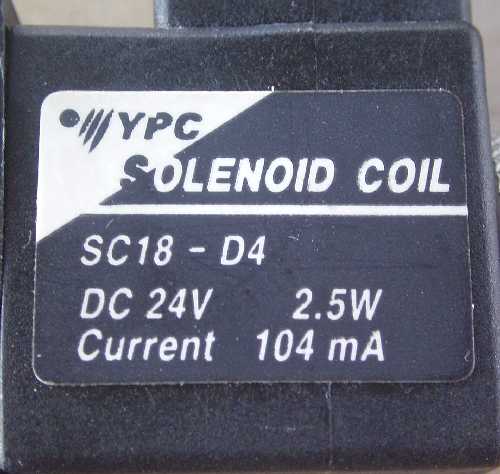 YPC
SOLENOID COIL
SC18 - D4
DC 24V 2.5W
Current 104 mA